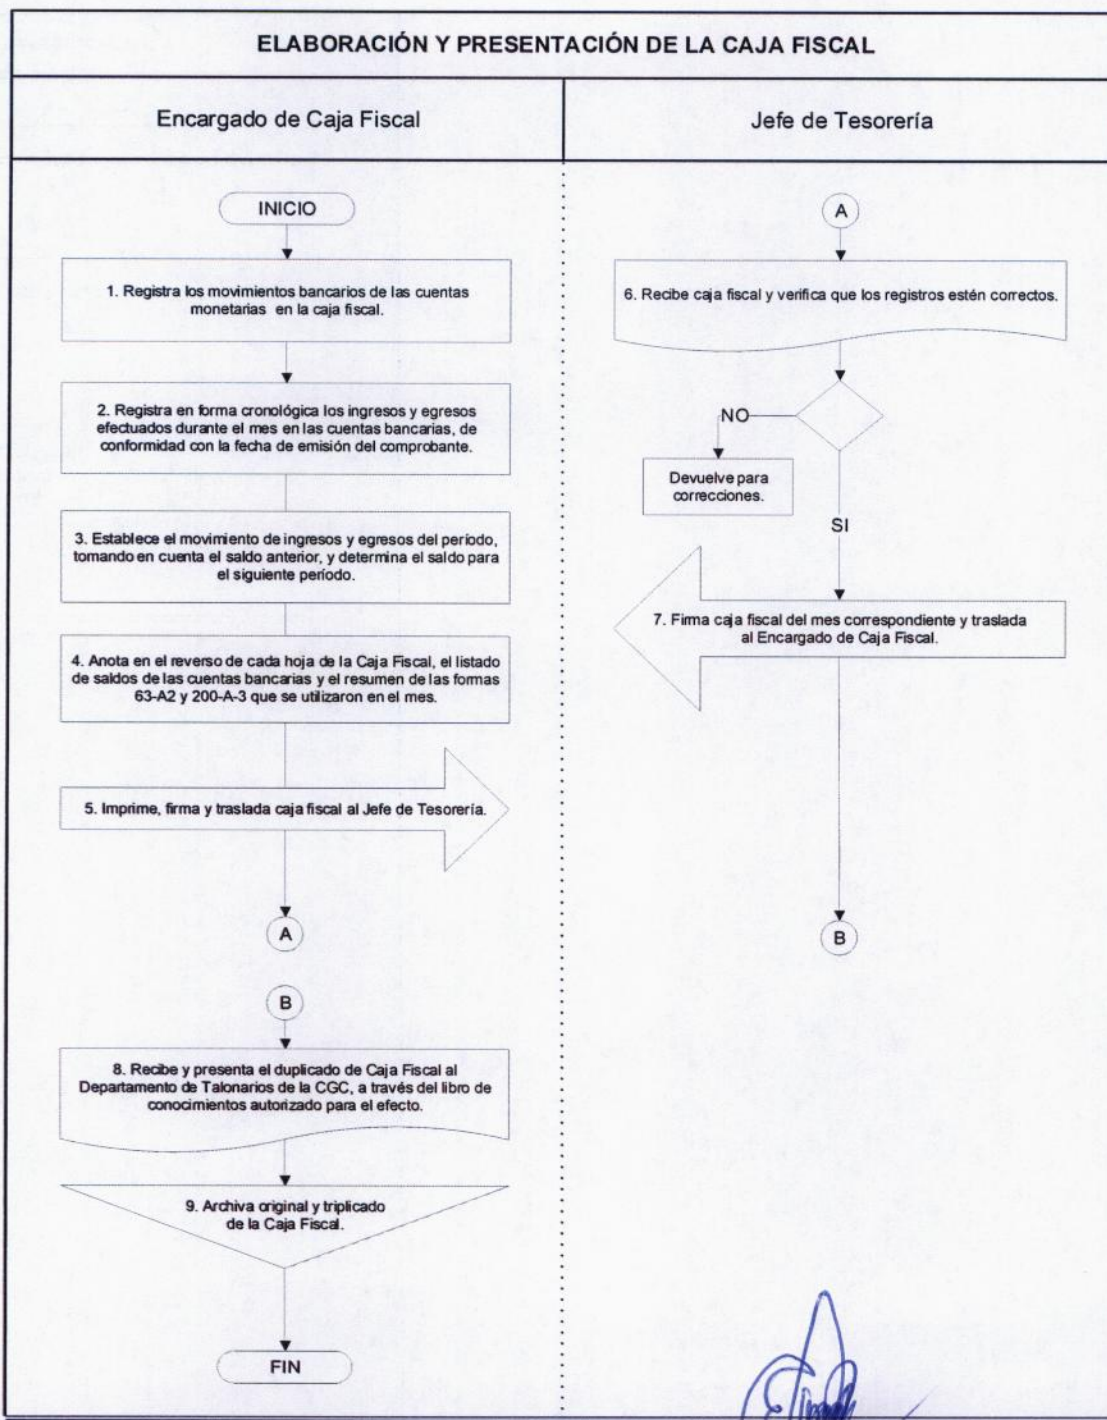 ELABORACIÓN Y PRESENTACIÓN DE LA CAJA FISCAL
Encargado de Caja Fiscal
Jefe de Tesorería
INICIO
1. Registra los movimientos bancarios de las cuentas
monetarias en la caja fiscal.
2. Registra en forma cronológica los ingresos y egresos
efectuados durante el mes en las cuentas bancarias, de
conformidad con la fecha de emisión del comprobante.
3. Establece el movimiento de ingresos y egresos del período,
tomando en cuenta el saldo anterior, y determina el saldo para
el siguiente período.
4. Anota en el reverso de cada hoja de la Caja Fiscal, el listado
de saldos de las cuentas bancarias y el resumen de las formas
63-A2 y 200-A-3 que se utilizaron en el mes.
5. Imprime, firma y traslada caja fiscal al Jefe de Tesorería.
A
B
8. Recibe y presenta el duplicado de Caja Fiscal al
Departamento de Talonarios de la CGC, a través del libro de
conocimientos autorizado para el efecto.
9. Archiva original y triplicado
de la Caja Fiscal.
FIN
A
6. Recibe caja fiscal y verifica que los registros estén correctos.
NO
Devuelve para
correcciones.
SI
7. Firma caja fiscal del mes correspondiente y traslada
al Encargado de Caja Fiscal.
B